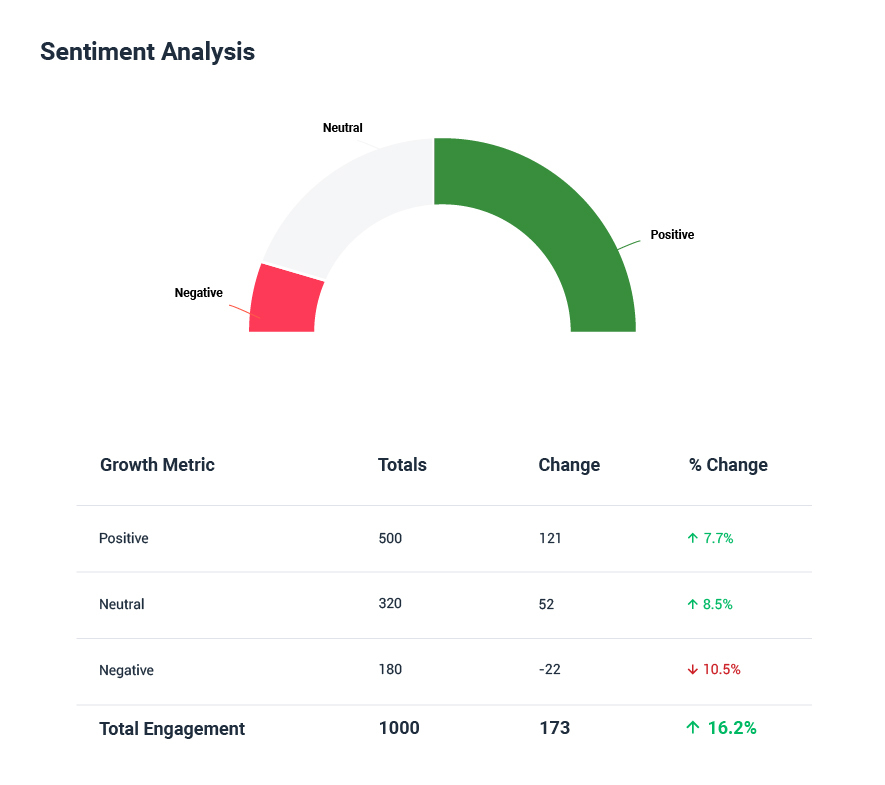 Sentiment Analysis
Neutral
Positive
Negative
Growth Metric Totals Change % Change
Positive 500 121 ↑ 7.7%
Neutral 320 52 ↑ 8.5%
Negative 180 -22 ↓ 10.5%
Total Engagement 1000 173 ↑ 16.2%